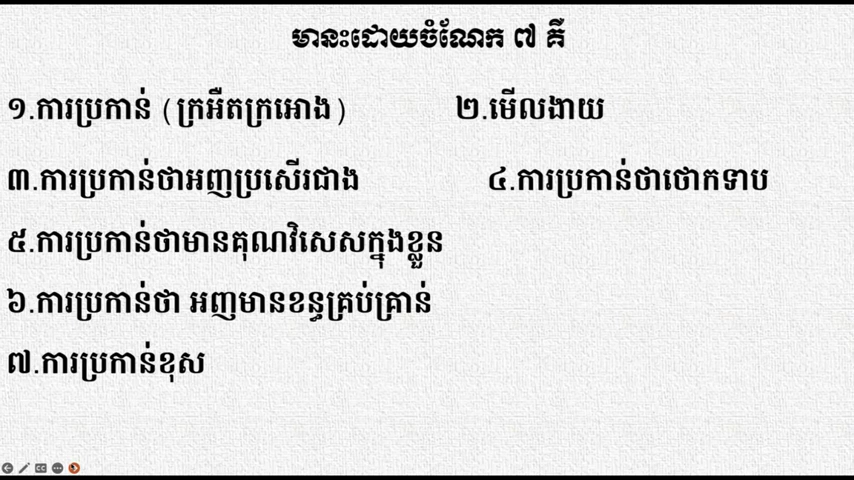 មានះដោយចំណែក ៧ គឺ
១.ការប្រកាន់ (ក្រអឺតក្រអោង) ២.មើលងាយ
៣.ការប្រកាន់ថាអញប្រសើរជាង ៤.ការប្រកាន់ថាថោកទាប
៥.ការប្រកាន់ថាមានគុណវិសេសក្នុងខ្លួន
៦.ការប្រកាន់ថា អញមានខន្ធគ្រប់គ្រាន់
៧.ការប្រកាន់ខុស